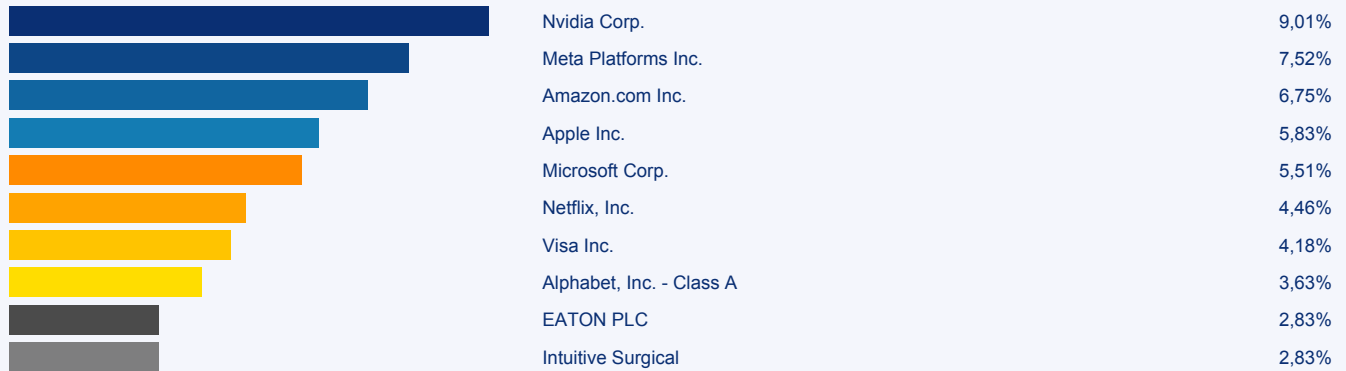 Nvidia Corp. 9,01%
Meta Platforms Inc. 7,52%
Amazon.com Inc. 6,75%
Apple Inc. 5,83%
Microsoft Corp. 5,51%
Netflix, Inc. 4,46%
Visa Inc. 4,18%
Alphabet, Inc. - Class A 3,63%
EATON PLC 2,83%
Intuitive Surgical 2,83%